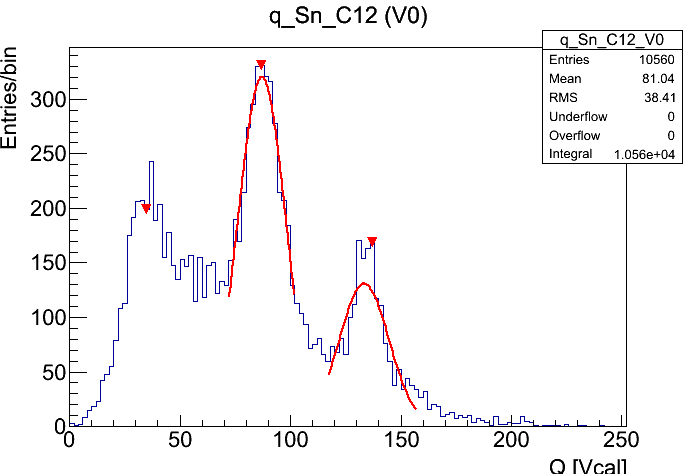 q_Sn_C12 (V0)
q_Sn_C12_V0
Entries 10560
Mean 81.04
RMS 38.41
Underflow 0
Overflow 0
Integral 1.056e+04
Entries/bin
300
250
200
150
100
50
0
0 50 100 150 200 250
Q [Vcal]